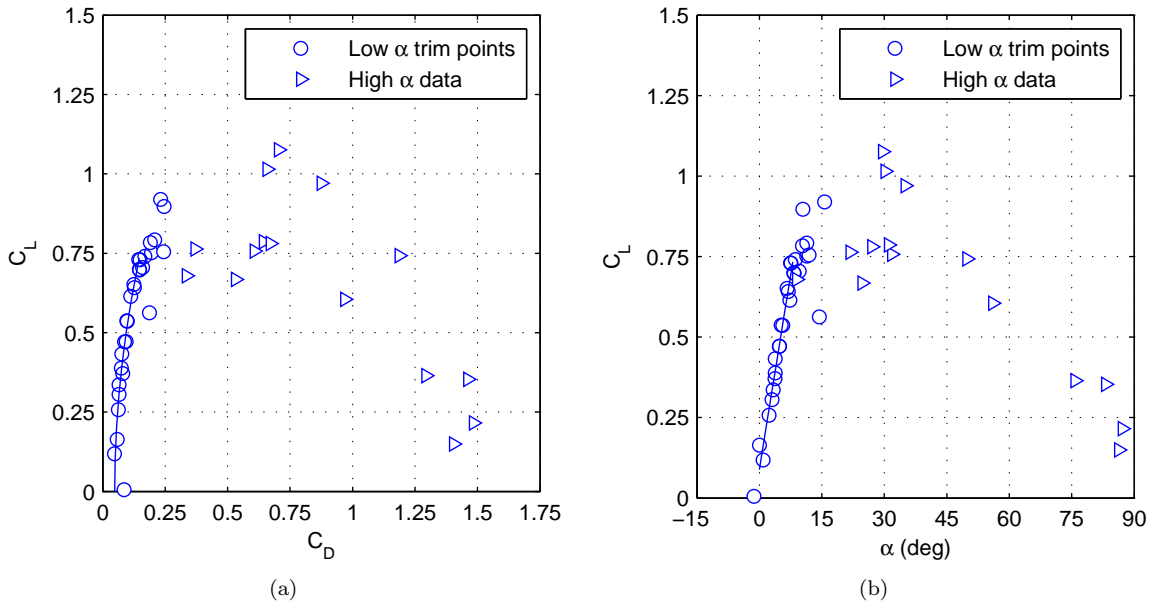 1.5
1.25
1
0.75
0.5
0.25
0
C_L
0 0.25 0.5 0.75 1 1.25 1.5 1.75
C_D
Low α trim points
High α data
(a)
1.5
1.25
1
0.75
0.5
0.25
0
C_L
−15 0 15 30 45 60 75 90
α (deg)
Low α trim points
High α data
(b)